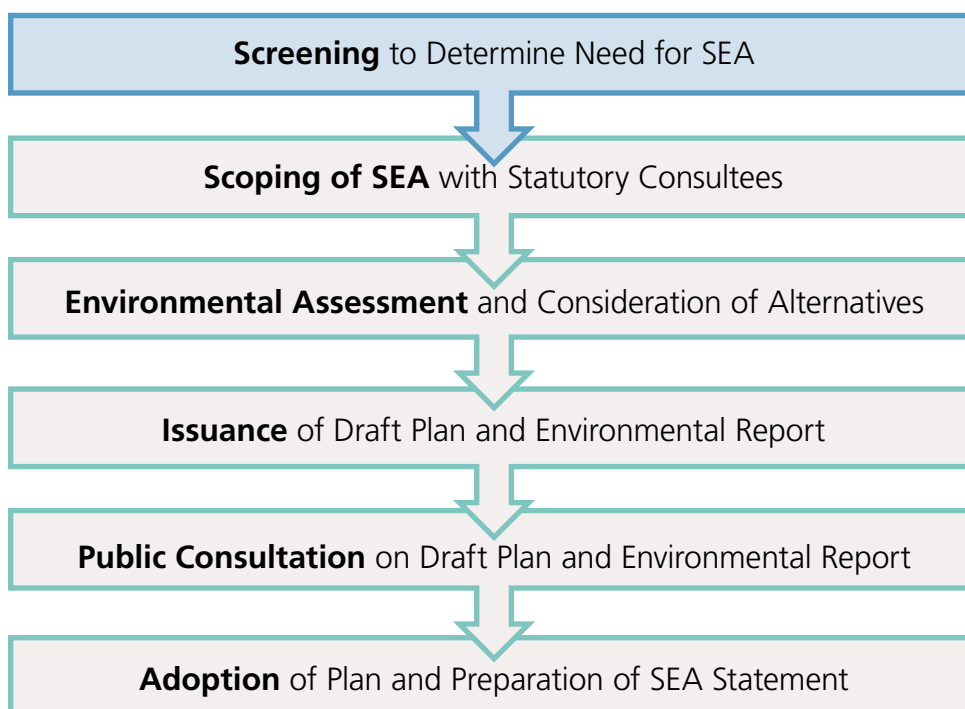 Screening to Determine Need for SEA
Scoping of SEA with Statutory Consultees
Environmental Assessment and Consideration of Alternatives
Issuance of Draft Plan and Environmental Report
Public Consultation on Draft Plan and Environmental Report
Adoption of Plan and Preparation of SEA Statement